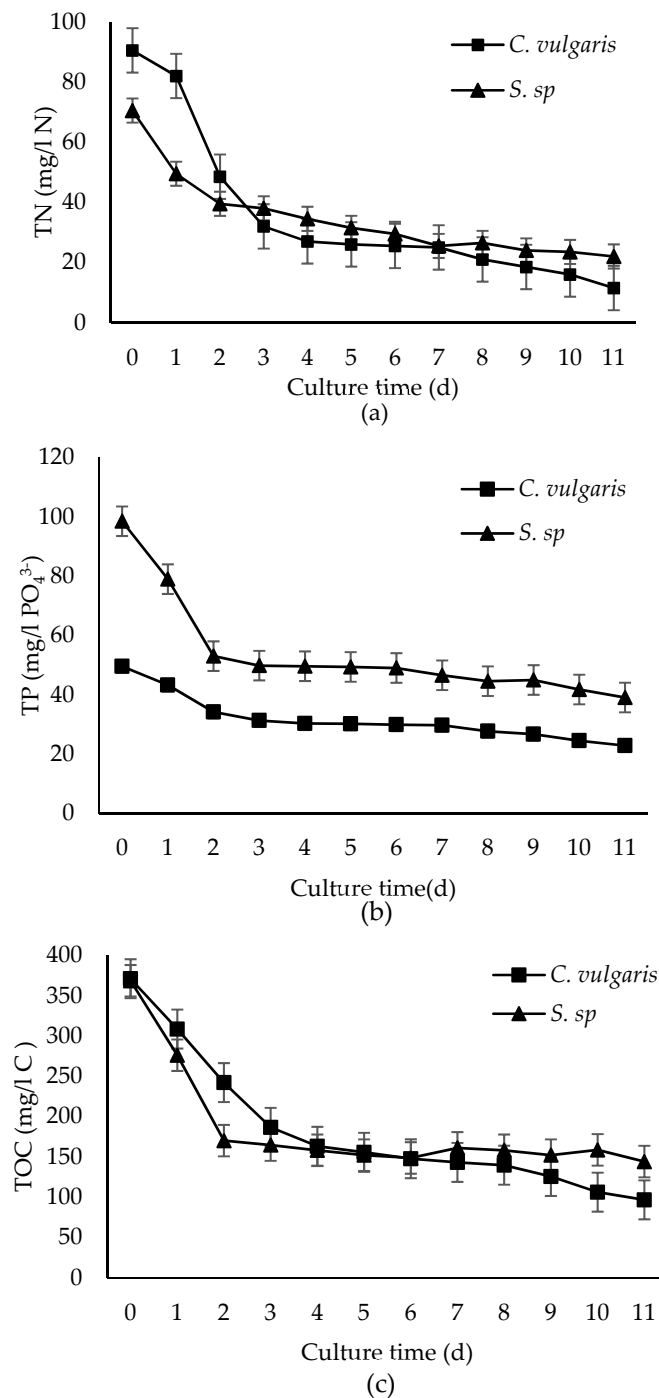 100
80
60
40
20
0
TN (mg/l N)
C. vulgaris
S. sp
0 1 2 3 4 5 6 7 8 9 10 11
Culture time (d)
(a)
120
100
80
60
40
20
0
TP (mg/l PO₄³⁻)
C. vulgaris
S. sp
0 1 2 3 4 5 6 7 8 9 10 11
Culture time(d)
(b)
400
350
300
250
200
150
100
50
0
TOC (mg/l C )
C. vulgaris
S. sp
0 1 2 3 4 5 6 7 8 9 10 11
Culture time (d)
(c)